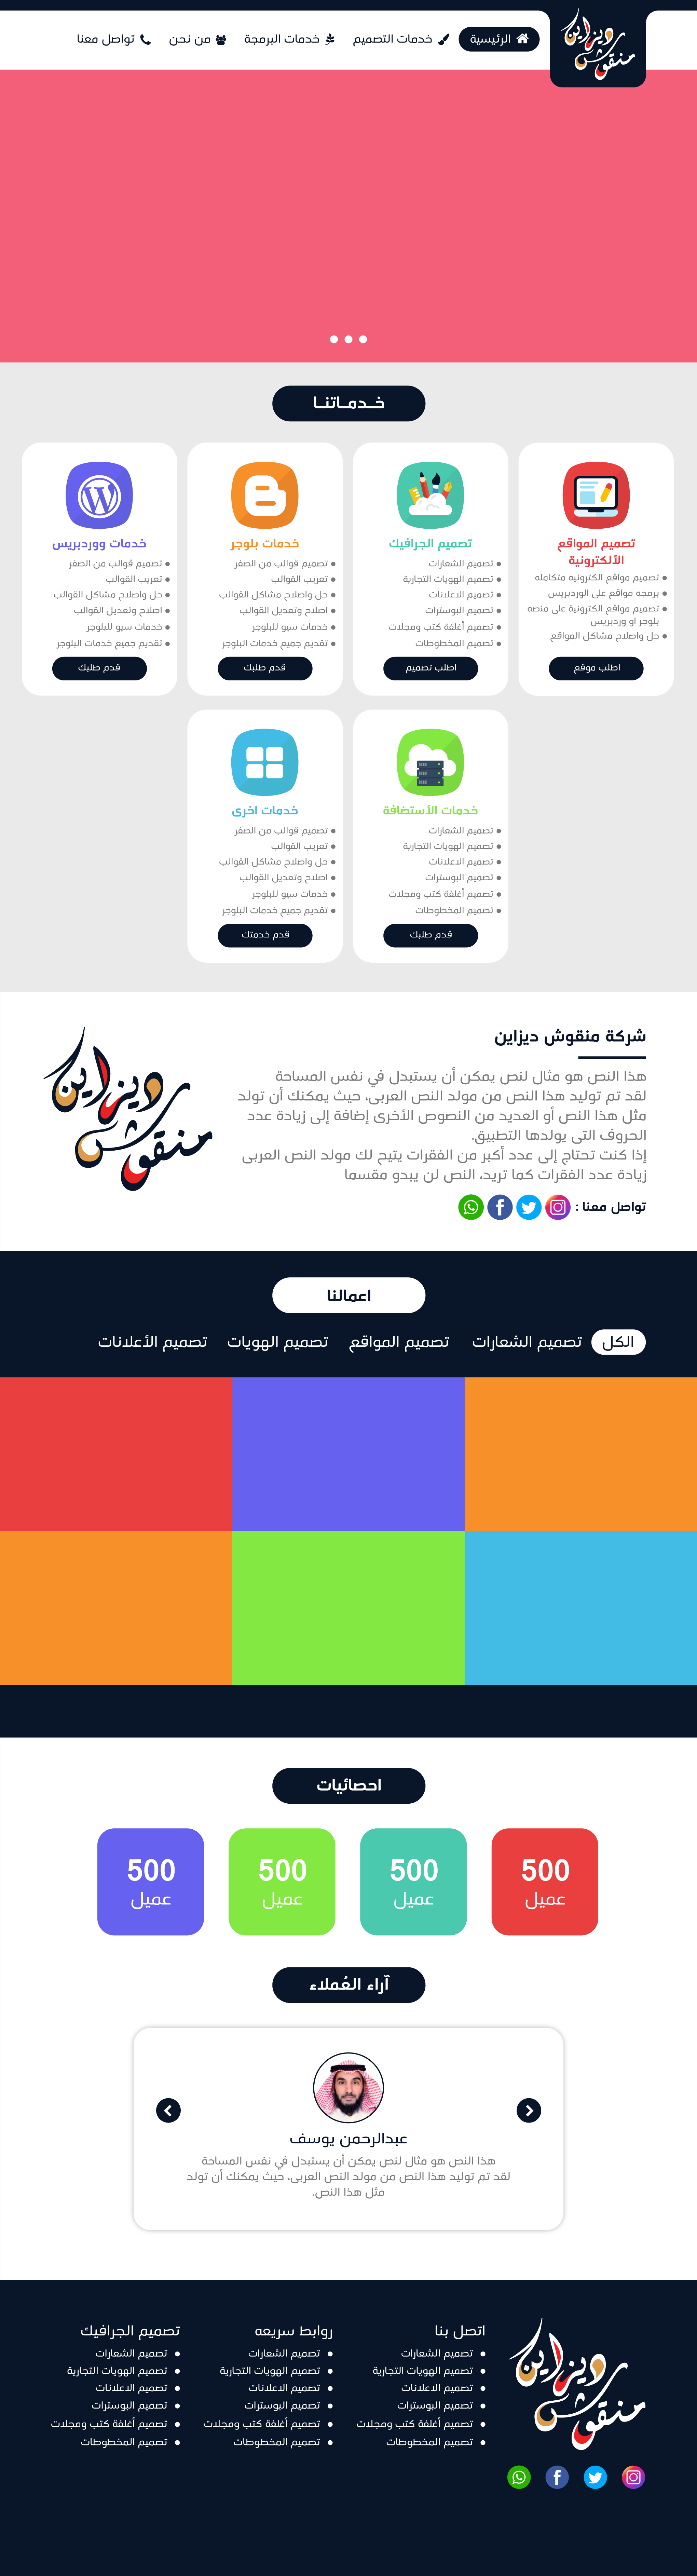 منقوش ديزاين
الرئيسية
خدمات التصميم
خدمات البرمجة
من نحن
تواصل معنا
خــدمــاتنــا
تصميم المواقع
الألكترونية
تصميم مواقع الكترونيه متكامله
برمجه مواقع على الوردبريس
تصميم مواقع الكترونية على منصه
بلوجر او وردبريس
حل واصلاح مشاكل المواقع
اطلب موقع
تصميم الجرافيك
تصميم الشعارات
تصميم الهويات التجارية
تصميم الاعلانات
تصميم البوسترات
تصميم أغلفة كتب ومجلات
تصميم المخطوطات
اطلب تصميم
خدمات بلوجر
تصميم قوالب من الصفر
تعريب القوالب
حل واصلاح مشاكل القوالب
اصلاح وتعديل القوالب
خدمات سيو للبلوجر
تقديم جميع خدمات البلوجر
قدم طلبك
خدمات ووردبريس
تصميم قوالب من الصفر
تعريب القوالب
حل واصلاح مشاكل القوالب
اصلاح وتعديل القوالب
خدمات سيو للبلوجر
تقديم جميع خدمات البلوجر
قدم طلبك
خدمات الأستضافة
تصميم الشعارات
تصميم الهويات التجارية
تصميم الاعلانات
تصميم البوسترات
تصميم أغلفة كتب ومجلات
تصميم المخطوطات
قدم طلبك
خدمات اخرى
تصميم قوالب من الصفر
تعريب القوالب
حل واصلاح مشاكل القوالب
اصلاح وتعديل القوالب
خدمات سيو للبلوجر
تقديم جميع خدمات البلوجر
قدم خدمتك
شركة منقوش ديزاين
هذا النص هو مثال لنص يمكن أن يستبدل في نفس المساحة
لقد تم توليد هذا النص من مولد النص العربى، حيث يمكنك أن تولد
مثل هذا النص أو العديد من النصوص الأخرى إضافة إلى زيادة عدد
الحروف التى يولدها التطبيق.
إذا كنت تحتاج إلى عدد أكبر من الفقرات يتيح لك مولد النص العربى
زيادة عدد الفقرات كما تريد، النص لن يبدو مقسما
تواصل معنا :
منقوش ديزاين
اعمالنا
الكل
تصميم الشعارات
تصميم المواقع
تصميم الهويات
تصميم الأعلانات
احصائيات
500
عميل
500
عميل
500
عميل
500
عميل
آراء العُملاء
عبدالرحمن يوسف
هذا النص هو مثال لنص يمكن أن يستبدل في نفس المساحة
لقد تم توليد هذا النص من مولد النص العربى، حيث يمكنك أن تولد
مثل هذا النص.
منقوش ديزاين
اتصل بنا
تصميم الشعارات
تصميم الهويات التجارية
تصميم الاعلانات
تصميم البوسترات
تصميم أغلفة كتب ومجلات
تصميم المخطوطات
روابط سريعه
تصميم الشعارات
تصميم الهويات التجارية
تصميم الاعلانات
تصميم البوسترات
تصميم أغلفة كتب ومجلات
تصميم المخطوطات
تصميم الجرافيك
تصميم الشعارات
تصميم الهويات التجارية
تصميم الاعلانات
تصميم البوسترات
تصميم أغلفة كتب ومجلات
تصميم المخطوطات